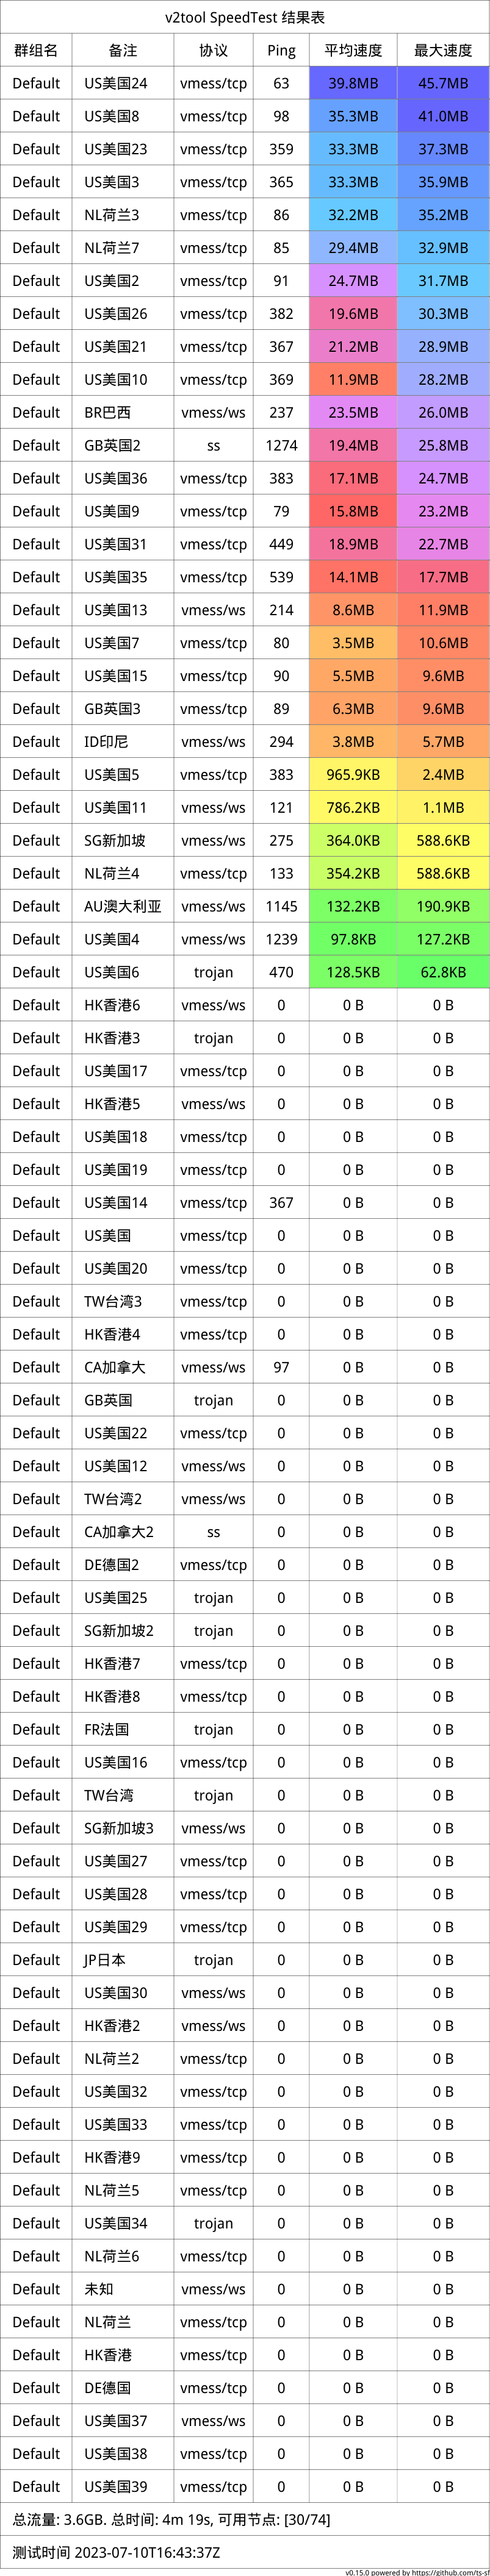 v2tool SpeedTest 结果表
群组名 备注 协议 Ping 平均速度 最大速度
Default US美国24 vmess/tcp 63 39.8MB 45.7MB
Default US美国8 vmess/tcp 98 35.3MB 41.0MB
Default US美国23 vmess/tcp 359 33.3MB 37.3MB
Default US美国3 vmess/tcp 365 33.3MB 35.9MB
Default NL荷兰3 vmess/tcp 86 32.2MB 35.2MB
Default NL荷兰7 vmess/tcp 85 29.4MB 32.9MB
Default US美国2 vmess/tcp 91 24.7MB 31.7MB
Default US美国26 vmess/tcp 382 19.6MB 30.3MB
Default US美国21 vmess/tcp 367 21.2MB 28.9MB
Default US美国10 vmess/tcp 369 11.9MB 28.2MB
Default BR巴西 vmess/ws 237 23.5MB 26.0MB
Default GB英国2 ss 1274 19.4MB 25.8MB
Default US美国36 vmess/tcp 383 17.1MB 24.7MB
Default US美国9 vmess/tcp 79 15.8MB 23.2MB
Default US美国31 vmess/tcp 449 18.9MB 22.7MB
Default US美国35 vmess/tcp 539 14.1MB 17.7MB
Default US美国13 vmess/ws 214 8.6MB 11.9MB
Default US美国7 vmess/tcp 80 3.5MB 10.6MB
Default US美国15 vmess/tcp 90 5.5MB 9.6MB
Default GB英国3 vmess/tcp 89 6.3MB 9.6MB
Default ID印尼 vmess/ws 294 3.8MB 5.7MB
Default US美国5 vmess/tcp 383 965.9KB 2.4MB
Default US美国11 vmess/ws 121 786.2KB 1.1MB
Default SG新加坡 vmess/ws 275 364.0KB 588.6KB
Default NL荷兰4 vmess/tcp 133 354.2KB 588.6KB
Default AU澳大利亚 vmess/ws 1145 132.2KB 190.9KB
Default US美国4 vmess/ws 1239 97.8KB 127.2KB
Default US美国6 trojan 470 128.5KB 62.8KB
Default HK香港6 vmess/ws 0 0 B 0 B
Default HK香港3 trojan 0 0 B 0 B
Default US美国17 vmess/tcp 0 0 B 0 B
Default HK香港5 vmess/ws 0 0 B 0 B
Default US美国18 vmess/tcp 0 0 B 0 B
Default US美国19 vmess/tcp 0 0 B 0 B
Default US美国14 vmess/tcp 367 0 B 0 B
Default US美国 vmess/tcp 0 0 B 0 B
Default US美国20 vmess/tcp 0 0 B 0 B
Default TW台湾3 vmess/tcp 0 0 B 0 B
Default HK香港4 vmess/tcp 0 0 B 0 B
Default CA加拿大 vmess/ws 97 0 B 0 B
Default GB英国 trojan 0 0 B 0 B
Default US美国22 vmess/tcp 0 0 B 0 B
Default US美国12 vmess/ws 0 0 B 0 B
Default TW台湾2 vmess/ws 0 0 B 0 B
Default CA加拿大2 ss 0 0 B 0 B
Default DE德国2 vmess/tcp 0 0 B 0 B
Default US美国25 trojan 0 0 B 0 B
Default SG新加坡2 trojan 0 0 B 0 B
Default HK香港7 vmess/tcp 0 0 B 0 B
Default HK香港8 vmess/tcp 0 0 B 0 B
Default FR法国 trojan 0 0 B 0 B
Default US美国16 vmess/tcp 0 0 B 0 B
Default TW台湾 trojan 0 0 B 0 B
Default SG新加坡3 vmess/ws 0 0 B 0 B
Default US美国27 vmess/tcp 0 0 B 0 B
Default US美国28 vmess/tcp 0 0 B 0 B
Default US美国29 vmess/tcp 0 0 B 0 B
Default JP日本 trojan 0 0 B 0 B
Default US美国30 vmess/ws 0 0 B 0 B
Default HK香港2 vmess/ws 0 0 B 0 B
Default NL荷兰2 vmess/tcp 0 0 B 0 B
Default US美国32 vmess/tcp 0 0 B 0 B
Default US美国33 vmess/tcp 0 0 B 0 B
Default HK香港9 vmess/tcp 0 0 B 0 B
Default NL荷兰5 vmess/tcp 0 0 B 0 B
Default US美国34 trojan 0 0 B 0 B
Default NL荷兰6 vmess/tcp 0 0 B 0 B
Default 未知 vmess/ws 0 0 B 0 B
Default NL荷兰 vmess/tcp 0 0 B 0 B
Default HK香港 vmess/tcp 0 0 B 0 B
Default DE德国 vmess/tcp 0 0 B 0 B
Default US美国37 vmess/ws 0 0 B 0 B
Default US美国38 vmess/tcp 0 0 B 0 B
Default US美国39 vmess/tcp 0 0 B 0 B
总流量: 3.6GB. 总时间: 4m 19s, 可用节点: [30/74]
测试时间 2023-07-10T16:43:37Z
v0.15.0 powered by https://github.com/ts-sf